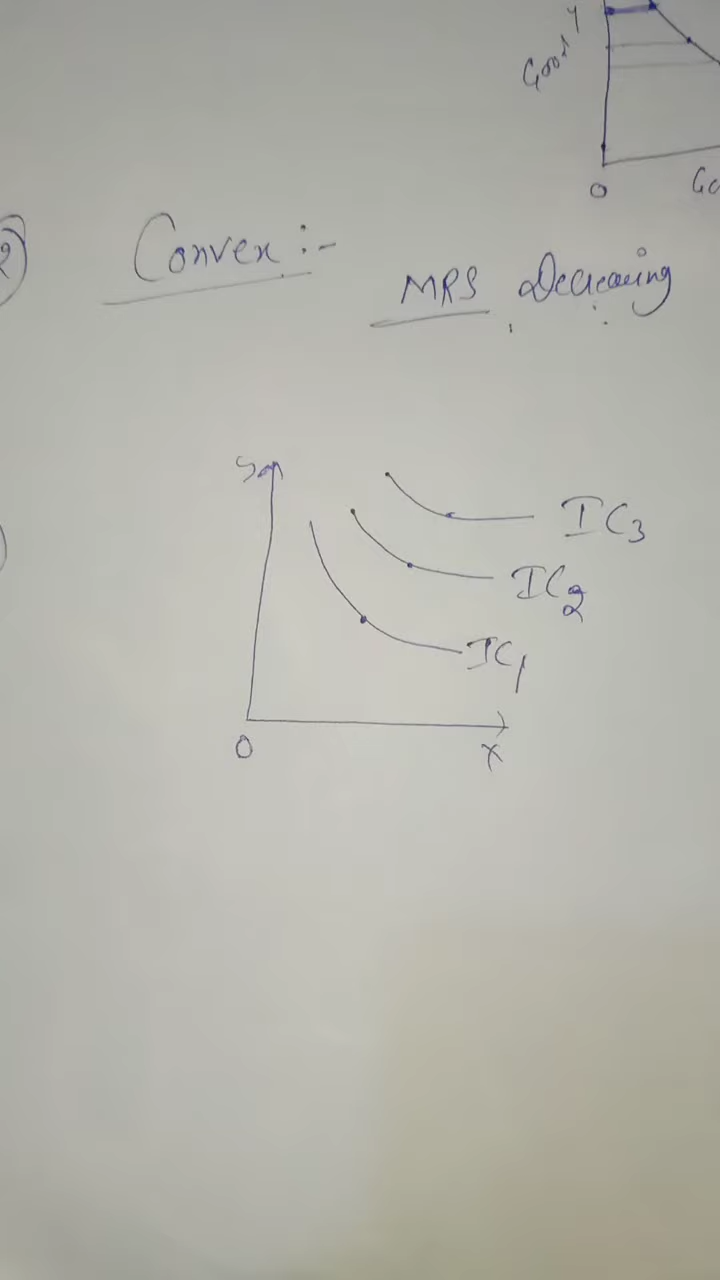 Y
Good Y
0
2) Convex :-
MRS Decreasing
IC3
IC2
IC1
0
X